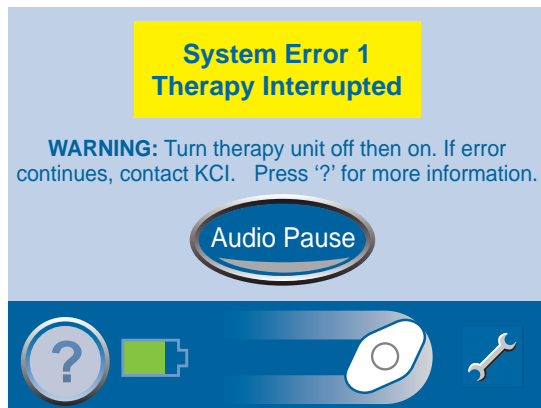 System Error 1
Therapy Interrupted
WARNING: Turn therapy unit off then on. If error
continues, contact KCI. Press ‘?’ for more information.
Audio Pause
?